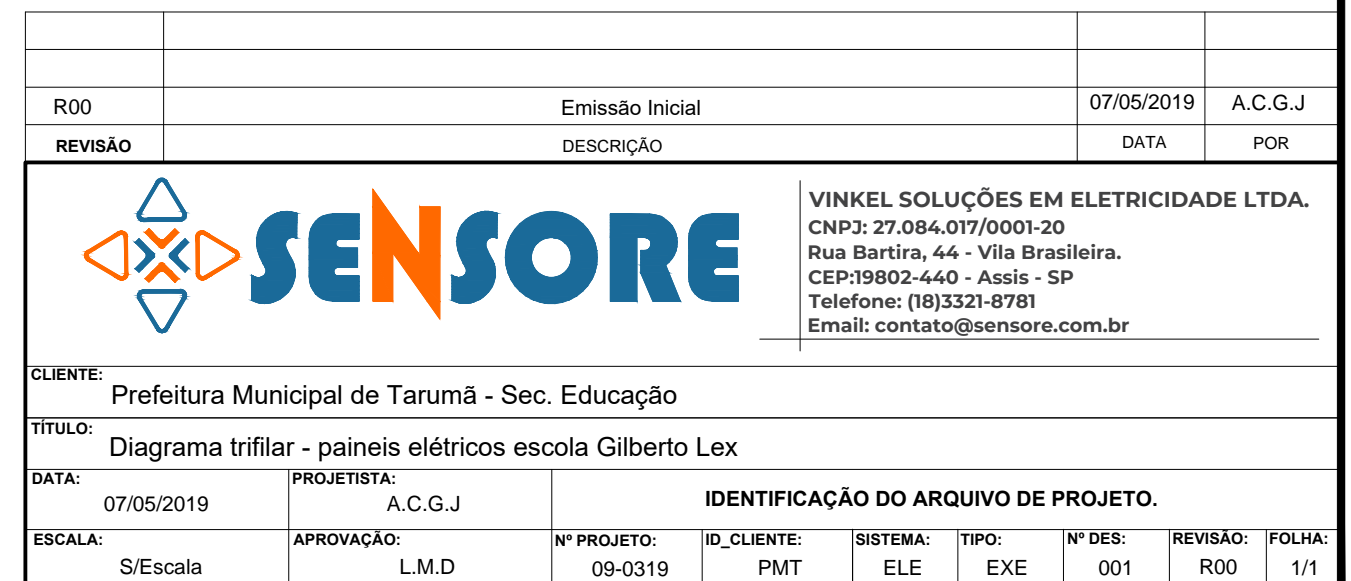 R00 Emissão Inicial 07/05/2019 A.C.G.J
REVISÃO DESCRIÇÃO DATA POR
SENSORE
VINKEL SOLUÇÕES EM ELETRICIDADE LTDA.
CNPJ: 27.084.017/0001-20
Rua Bartira, 44 - Vila Brasileira.
CEP:19802-440 - Assis - SP
Telefone: (18)3321-8781
Email: contato@sensore.com.br
CLIENTE:
Prefeitura Municipal de Tarumã - Sec. Educação
TÍTULO:
Diagrama trifilar - paineis elétricos escola Gilberto Lex
DATA: PROJETISTA:
07/05/2019 A.C.G.J IDENTIFICAÇÃO DO ARQUIVO DE PROJETO.
ESCALA: APROVAÇÃO: Nº PROJETO: ID_CLIENTE: SISTEMA: TIPO: Nº DES: REVISÃO: FOLHA:
S/Escala L.M.D 09-0319 PMT ELE EXE 001 R00 1/1